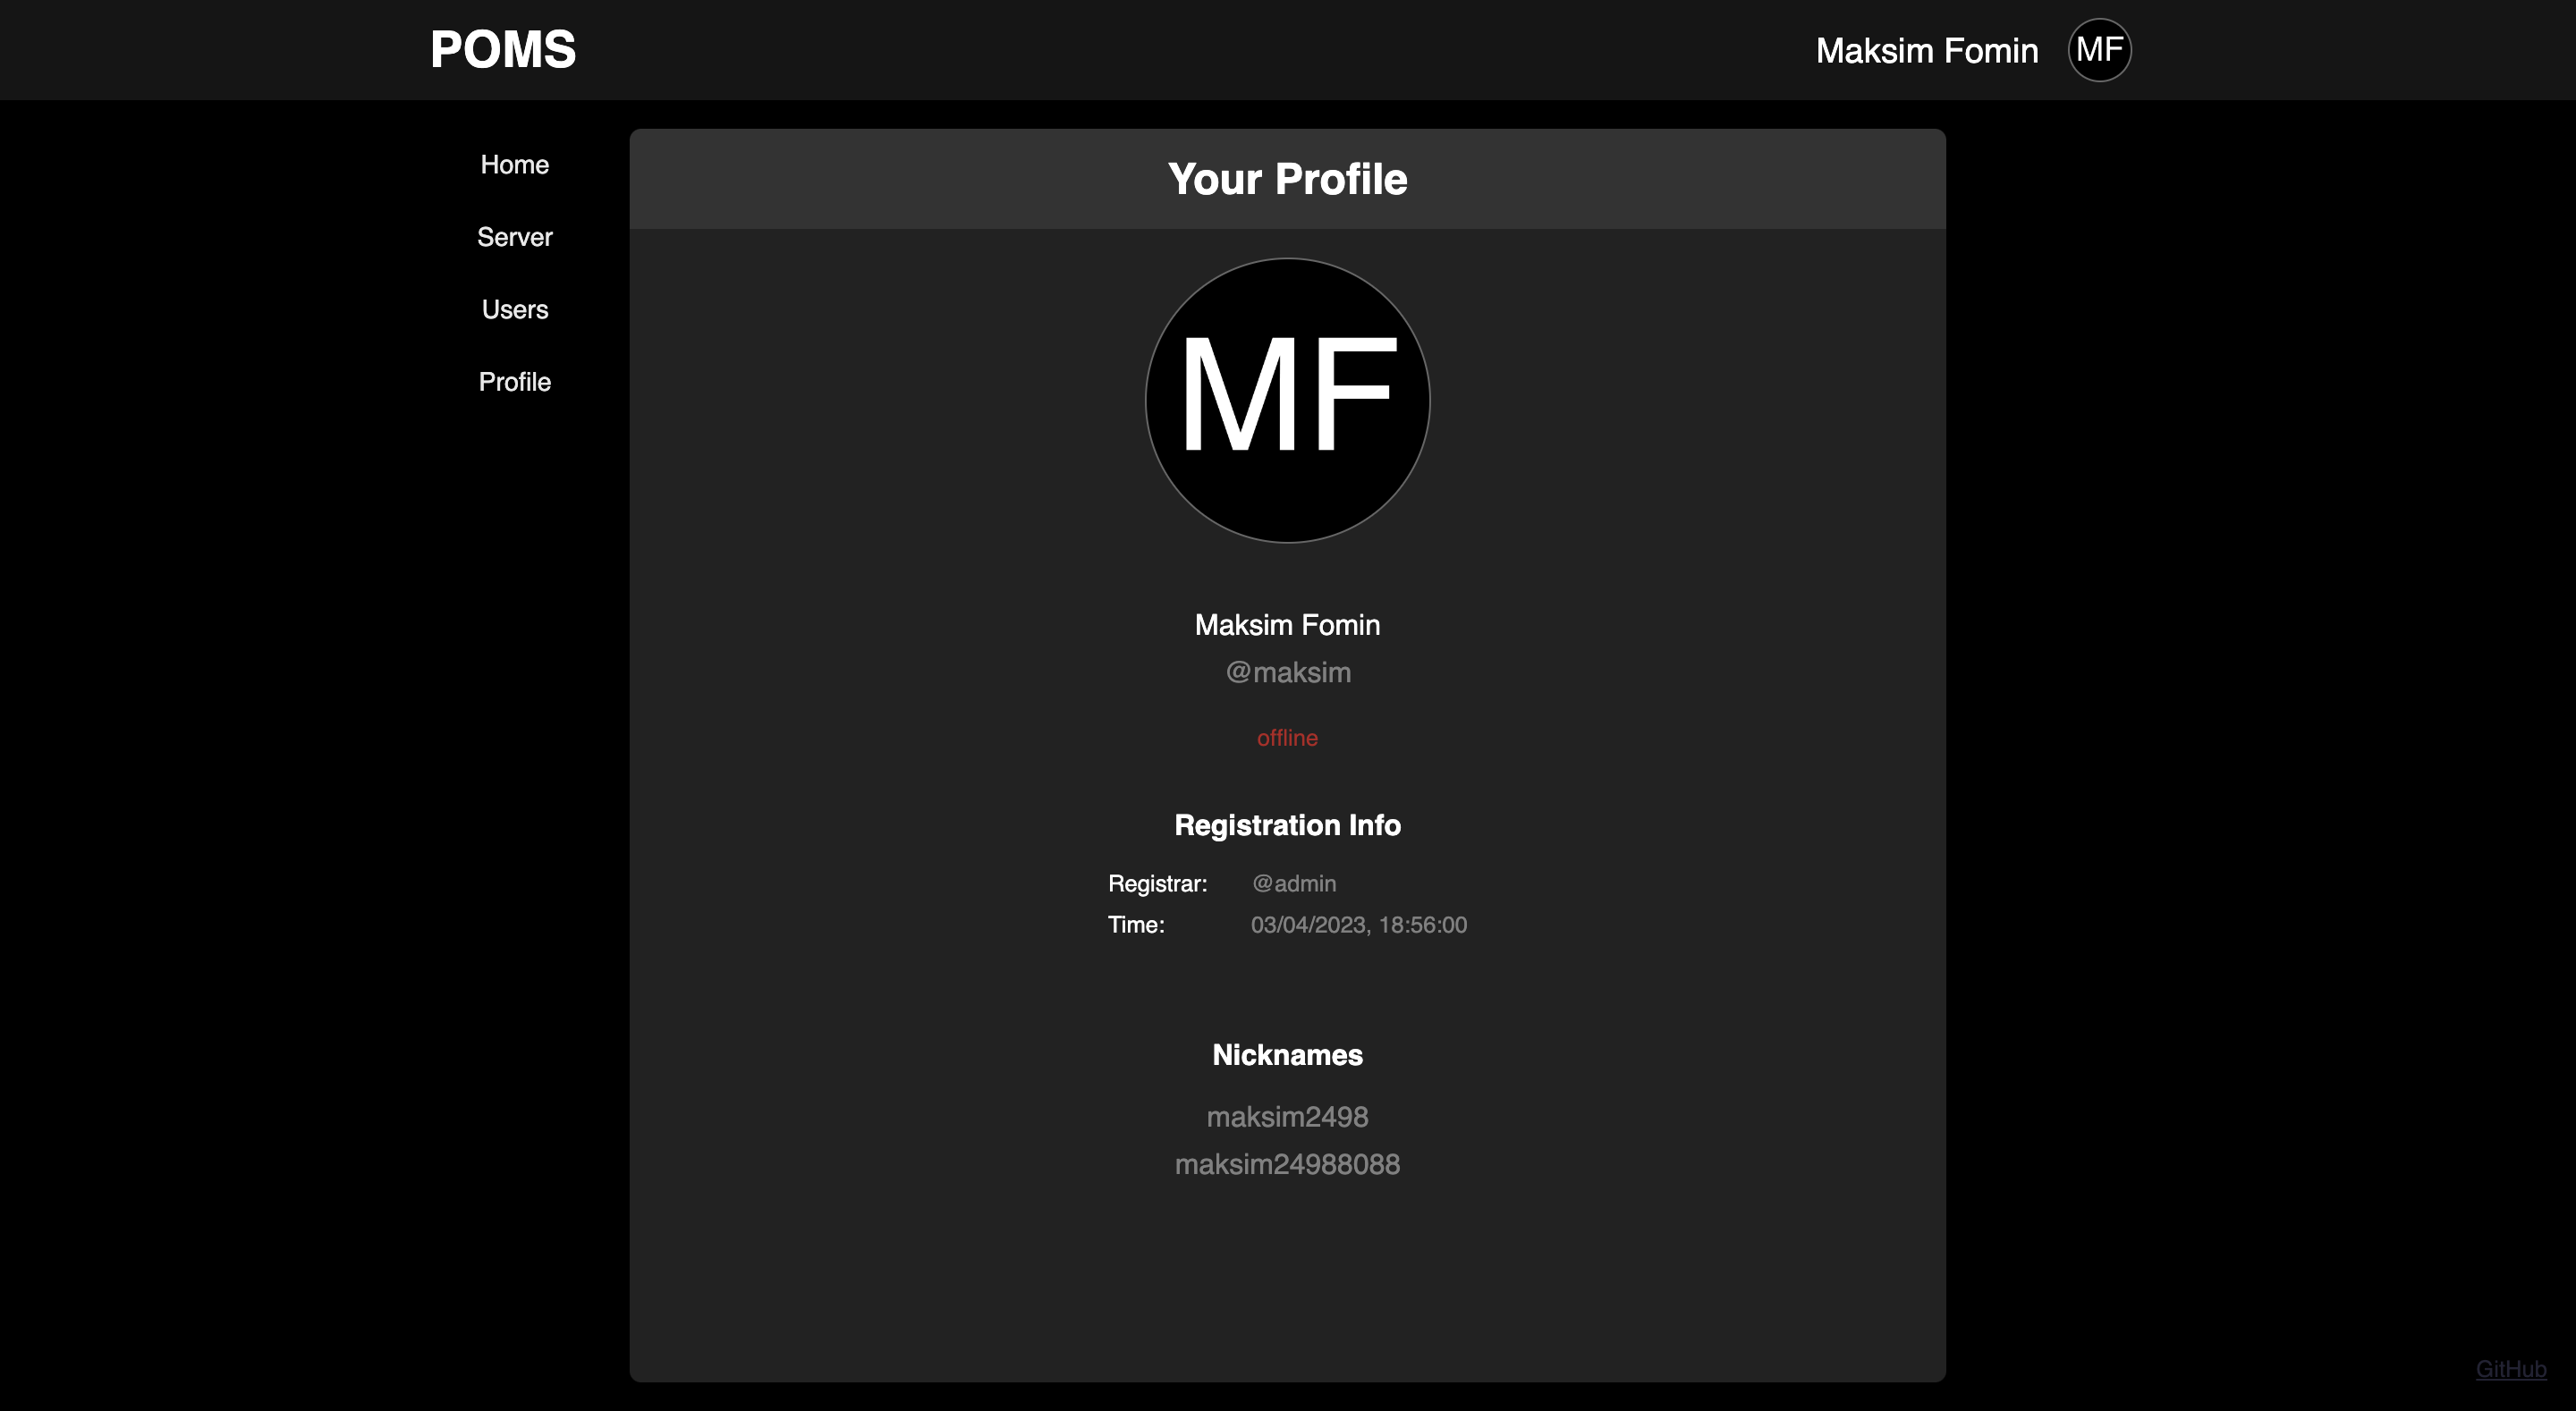 POMS
Maksim Fomin MF
Home
Server
Users
Profile
Your Profile
MF
Maksim Fomin
@maksim
offline
Registration Info
Registrar: @admin
Time: 03/04/2023, 18:56:00
Nicknames
maksim2498
maksim24988088
GitHub